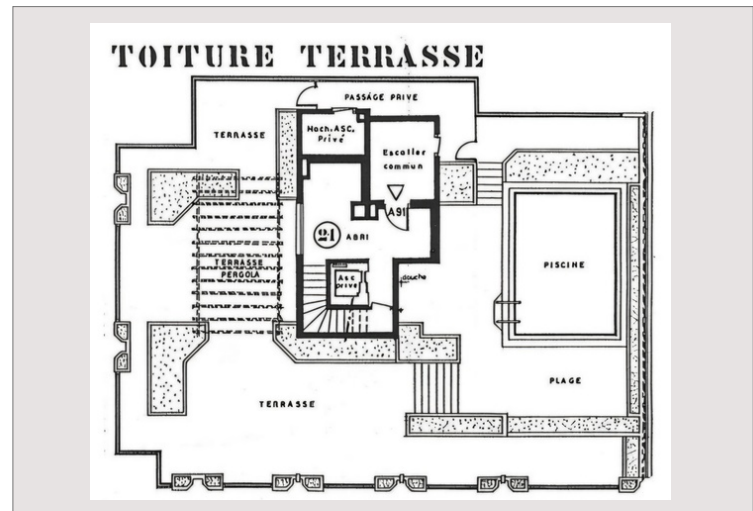 TOITURE TERRASSE
PASSAGE PRIVE
TERRASSE
Mach. ASC.
Privé
Escalier
commun
A91
21 ABRI
TERRASSE
PERGOLA
Asc
privé
douche
PISCINE
PLAGE
TERRASSE